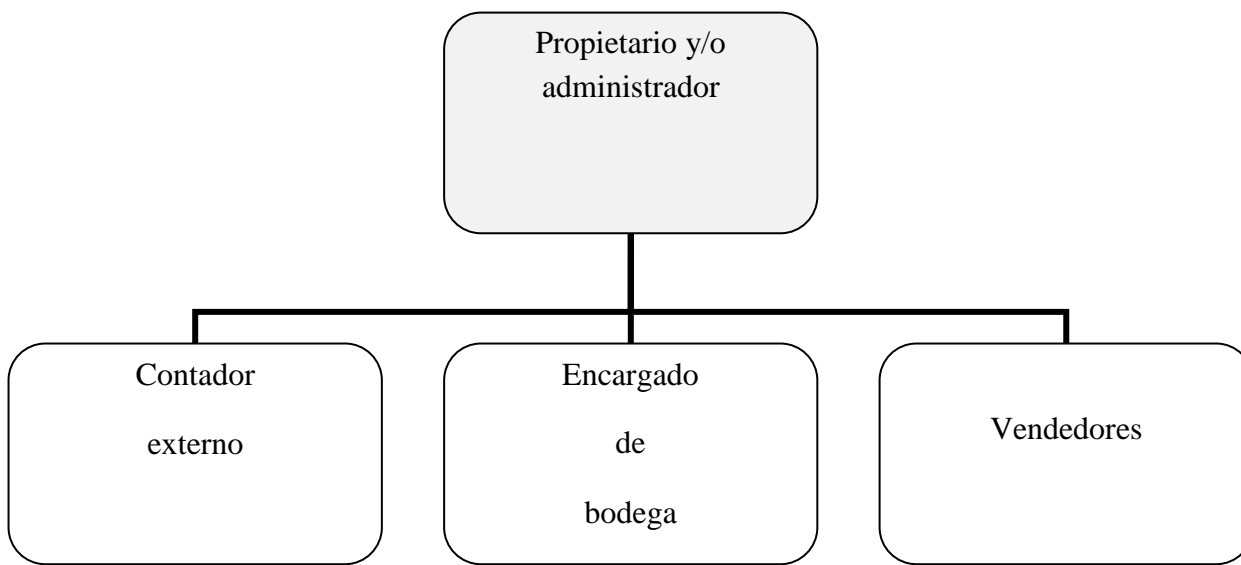 Propietario y/o
administrador
Contador
externo
Encargado
de
bodega
Vendedores